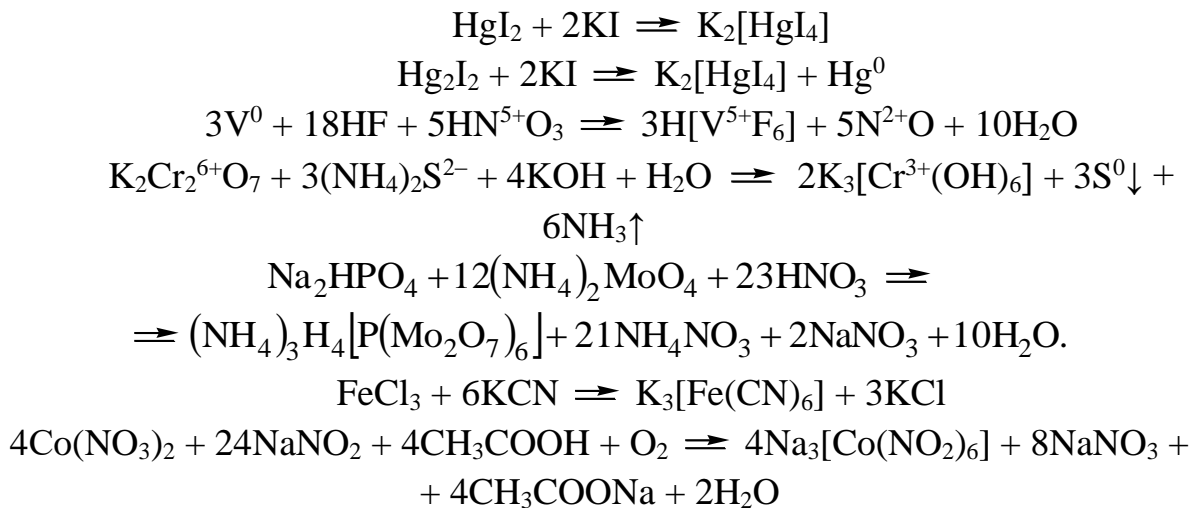 HgI₂ + 2KI ⇌ K₂[HgI₄]
Hg₂I₂ + 2KI ⇌ K₂[HgI₄] + Hg⁰
3V⁰ + 18HF + 5HN⁵⁺O₃ ⇌ 3H[V⁵⁺F₆] + 5N²⁺O + 10H₂O
K₂Cr₂⁶⁺O₇ + 3(NH₄)₂S²⁻ + 4KOH + H₂O ⇌ 2K₃[Cr³⁺(OH)₆] + 3S⁰↓ +
6NH₃↑
Na₂HPO₄ + 12(NH₄)₂MoO₄ + 23HNO₃ ⇌
⇌ (NH₄)₃H₄⌊P(Mo₂O₇)₆⌋ + 21NH₄NO₃ + 2NaNO₃ + 10H₂O.
FeCl₃ + 6KCN ⇌ K₃[Fe(CN)₆] + 3KCl
4Co(NO₃)₂ + 24NaNO₂ + 4CH₃COOH + O₂ ⇌ 4Na₃[Co(NO₂)₆] + 8NaNO₃ +
+ 4CH₃COONa + 2H₂O